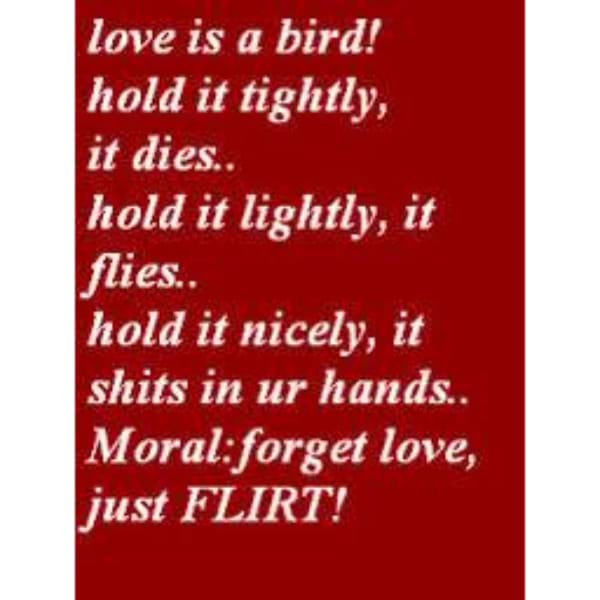 love is a bird!
hold it tightly,
it dies..
hold it lightly, it
flies..
hold it nicely, it
shits in ur hands..
Moral:forget love,
just FLIRT!